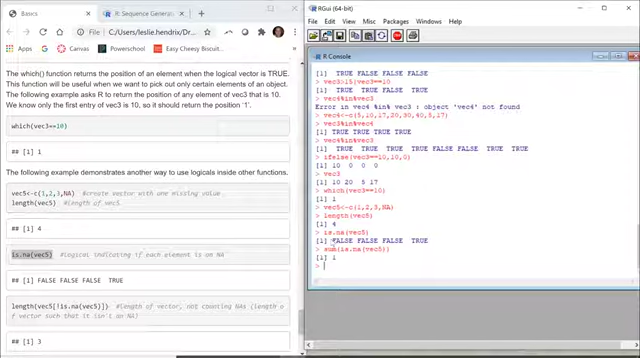 Basics
R: Sequence Generat
C:/Users/leslie.hendrix/Deskt...
Apps
Blackboard
Zoom
Powerschool
Easy Cheesy Biscuit...
The which() function returns the position of an element when the logical vector is TRUE.
This function will be useful when we want to pick out only certain elements of an object.
The following example asks R to return the position of any element of vec3 that is 10.
We know only the first entry of vec3 is 10, so it should return the position '1'.
which(vec3==10)
## [1] 1
The following example demonstrates another way to use logicals inside other functions.
vec5<-c(1,2,3,NA) #create vector with one missing value
length(vec5) #length of vec5
## [1] 4
is.na(vec5) #logical indicating if each element is an NA
## [1] FALSE FALSE FALSE TRUE
length(vec5[!is.na(vec5)]) #length of vector, not counting NAs (length o
f vector such that it isn't an NA)
## [1] 3
RGui (64-bit)
File Edit View Misc Packages Windows Help
R Console
[1] TRUE FALSE FALSE FALSE
> vec3>15|vec3==10
[1] TRUE TRUE FALSE TRUE
> vec4%in%vec3
Error in vec4 %in% vec3 : object 'vec4' not found
> vec4<-c(5,10,17,20,30,40,5,17)
> vec3%in%vec4
[1] TRUE TRUE TRUE TRUE
> vec4%in%vec3
[1] TRUE TRUE TRUE TRUE FALSE FALSE TRUE TRUE
> ifelse(vec3==10,10,0)
[1] 10 0 0 0
> vec3
[1] 10 20 5 17
> which(vec3==10)
[1] 1
> vec5<-c(1,2,3,NA)
> length(vec5)
[1] 4
> is.na(vec5)
[1] FALSE FALSE FALSE TRUE
> sum(is.na(vec5))
[1] 1
>